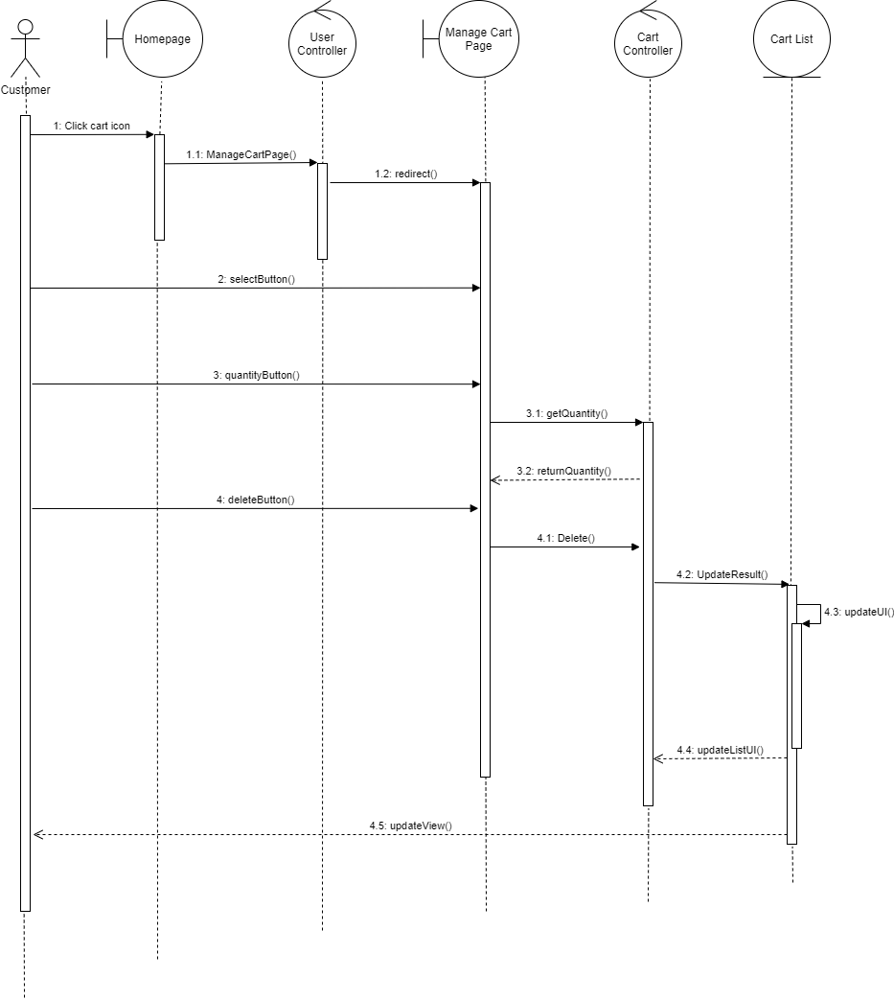 Homepage
User
Controller
Manage Cart
Page
Cart
Controller
Cart List
Customer
1: Click cart icon
1.1: ManageCartPage()
1.2: redirect()
2: selectButton()
3: quantityButton()
3.1: getQuantity()
3.2: returnQuantity()
4: deleteButton()
4.1: Delete()
4.2: UpdateResult()
4.3: updateUI()
4.4: updateListUI()
4.5: updateView()